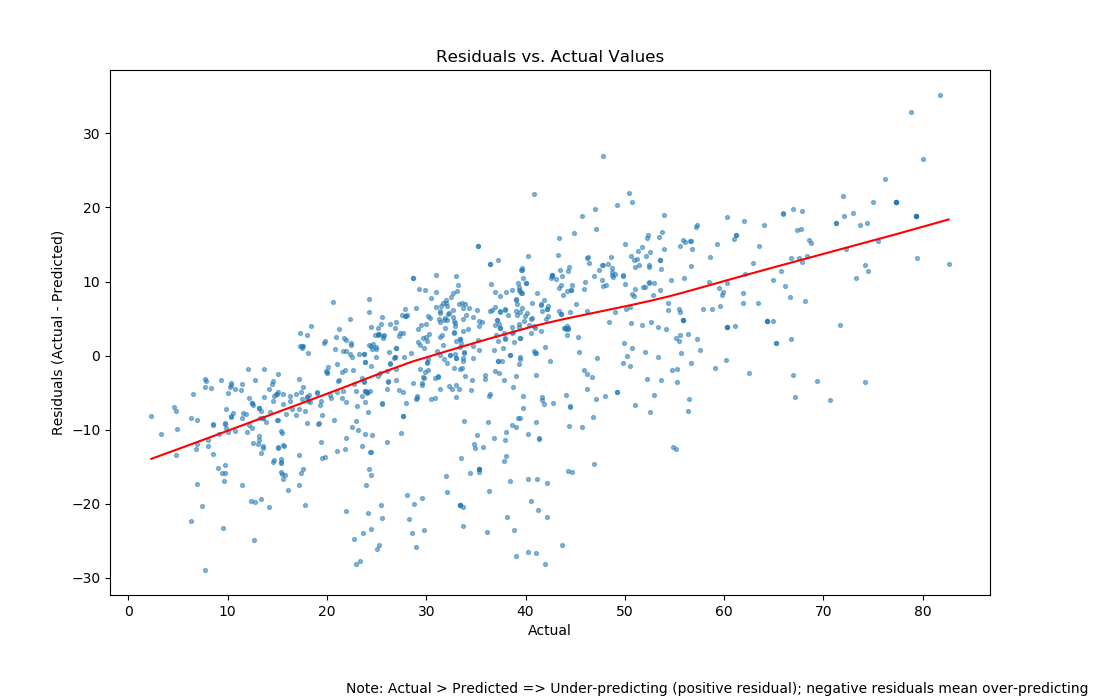 Residuals vs. Actual Values
Residuals (Actual - Predicted)
30
20
10
0
−10
−20
−30
0 10 20 30 40 50 60 70 80
Actual
Note: Actual > Predicted => Under-predicting (positive residual); negative residuals mean over-predicting